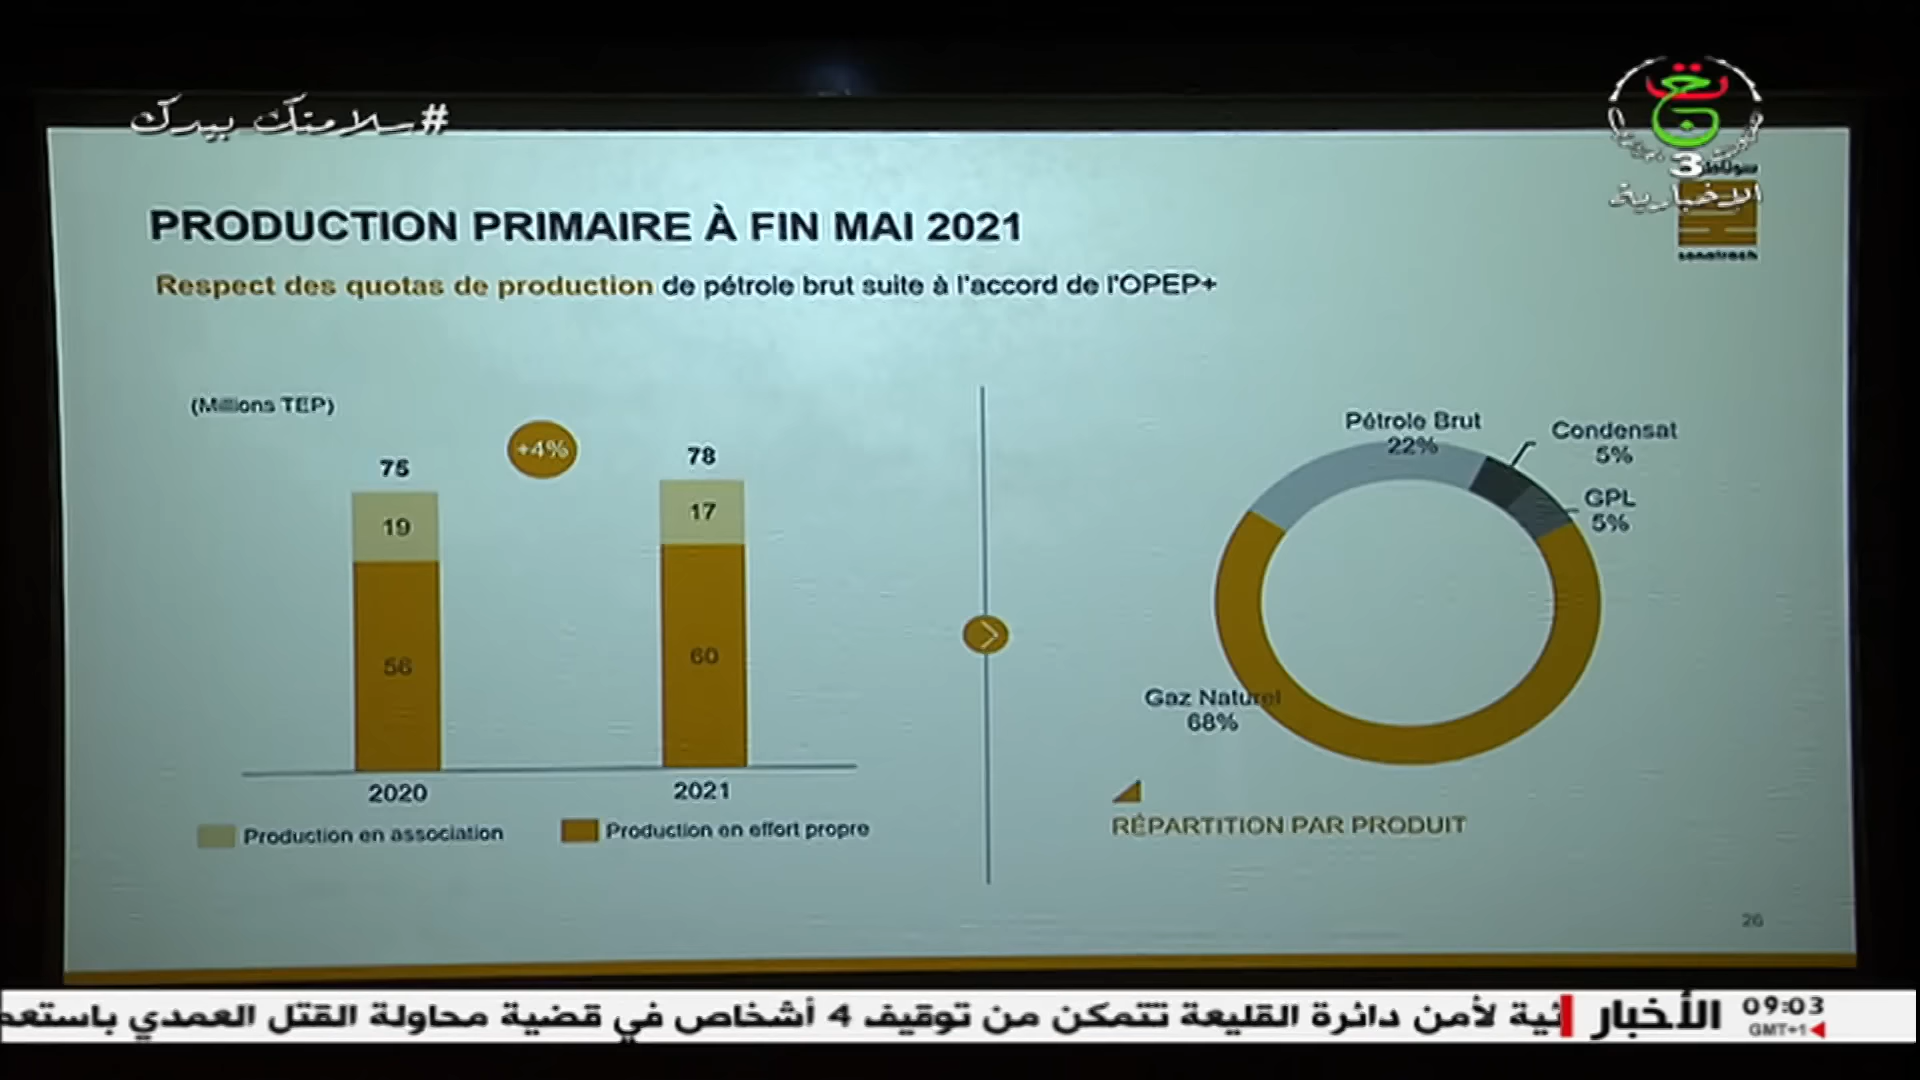 #سلامتك بيدك
3
الإخبارية
sonatrach
PRODUCTION PRIMAIRE À FIN MAI 2021
Respect des quotas de production de pétrole brut suite à l'accord de l'OPEP+
(Millions TEP)
+4%
75
78
19
17
56
60
2020
2021
Production en association
Production en effort propre
Pétrole Brut
22%
Condensat
5%
GPL
5%
Gaz Naturel
68%
RÉPARTITION PAR PRODUIT
26
لأمن دائرة القليعة تتمكن من توقيف 4 أشخاص في قضية محاولة القتل العمدي
الأخبار
09:03
GMT+1